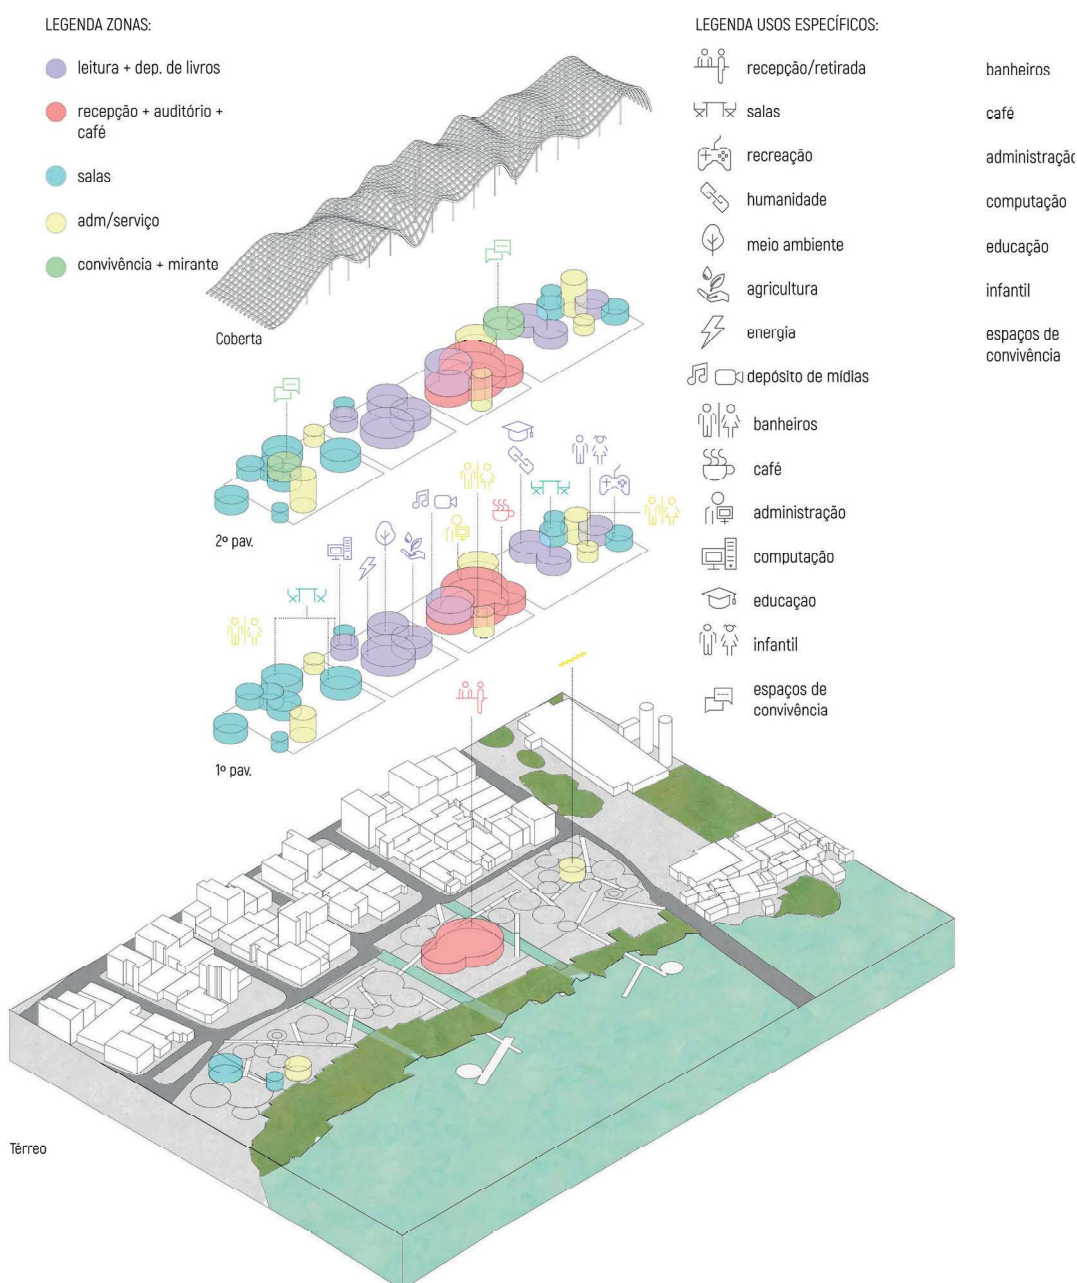 LEGENDA ZONAS:
leitura + dep. de livros
recepção + auditório +
café
salas
adm/serviço
convivência + mirante
Coberta
2º pav.
1º pav.
Térreo
LEGENDA USOS ESPECÍFICOS:
recepção/retirada
salas
recreação
humanidade
meio ambiente
agricultura
energia
depósito de mídias
banheiros
café
administração
computação
educaçao
infantil
espaços de
convivência
banheiros
café
administração
computação
educação
infantil
espaços de
convivência